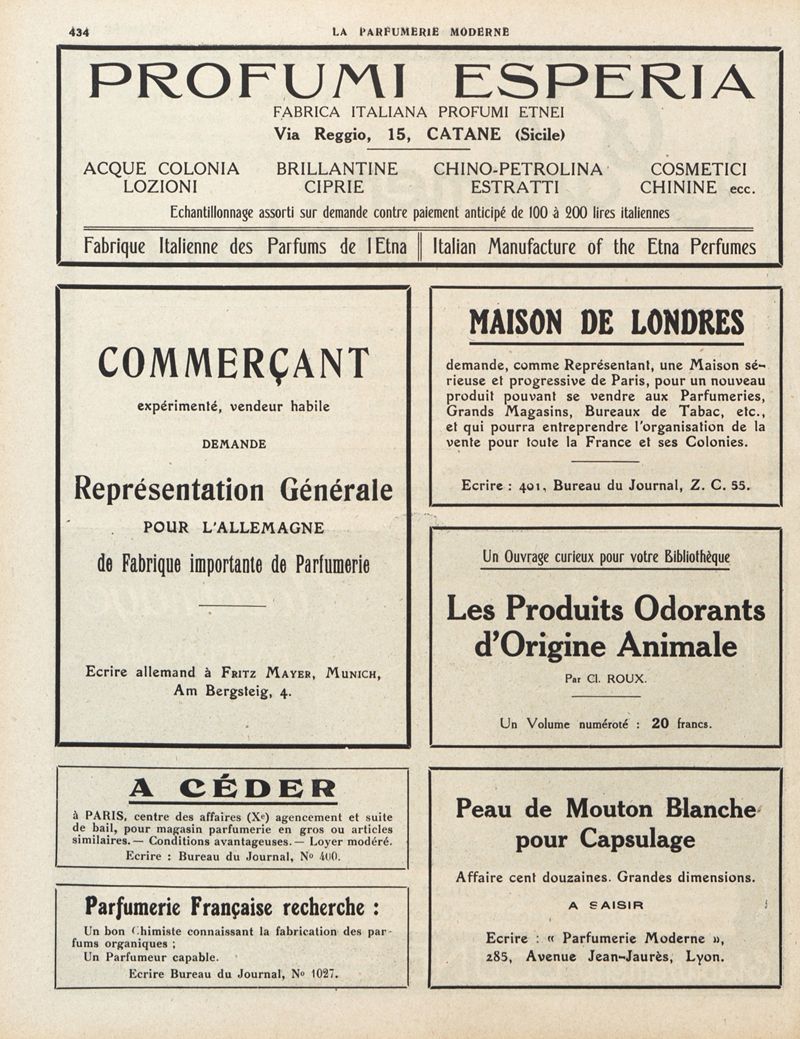 434
LA PARFUMERIE MODERNE
PROFUMI ESPERIA
FABRICA ITALIANA PROFUMI ETNEI
Via Reggio, 15, CATANE (Sicile)
ACQUE COLONIA BRILLANTINE CHINO-PETROLINA COSMETICI
LOZIONI CIPRIE ESTRATTI CHININE ecc.
Echantillonnage assorti sur demande contre paiement anticipé de 100 à 200 lires italiennes
Fabrique Italienne des Parfums de l'Etna || Italian Manufacture of the Etna Perfumes
COMMERÇANT
expérimenté, vendeur habile
DEMANDE
Représentation Générale
POUR L'ALLEMAGNE
de Fabrique importante de Parfumerie
Ecrire allemand à FRITZ MAYER, MUNICH,
Am Bergsteig, 4.
MAISON DE LONDRES
demande, comme Représentant, une Maison sé-
rieuse et progressive de Paris, pour un nouveau
produit pouvant se vendre aux Parfumeries,
Grands Magasins, Bureaux de Tabac, etc.,
et qui pourra entreprendre l'organisation de la
vente pour toute la France et ses Colonies.
Ecrire : 401, Bureau du Journal, Z. C. 55.
Un Ouvrage curieux pour votre Bibliothèque
Les Produits Odorants
d'Origine Animale
Par Cl. ROUX.
Un Volume numéroté : 20 francs.
A CÉDER
à PARIS, centre des affaires (Xe) agencement et suite
de bail, pour magasin parfumerie en gros ou articles
similaires. — Conditions avantageuses. — Loyer modéré.
Ecrire : Bureau du Journal, No 400.
Parfumerie Française recherche :
Un bon Chimiste connaissant la fabrication des par-
fums organiques ;
Un Parfumeur capable.
Ecrire Bureau du Journal, No 1027.
Peau de Mouton Blanche
pour Capsulage
Affaire cent douzaines. Grandes dimensions.
A SAISIR
Ecrire : « Parfumerie Moderne »,
285, Avenue Jean-Jaurès, Lyon.